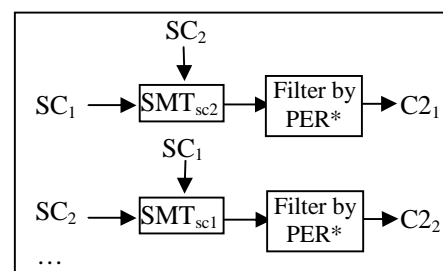 SC₂
SC₁ SMTsc2 Filter by PER* C2₁
SC₁
SC₂ SMTsc1 Filter by PER* C2₂
…